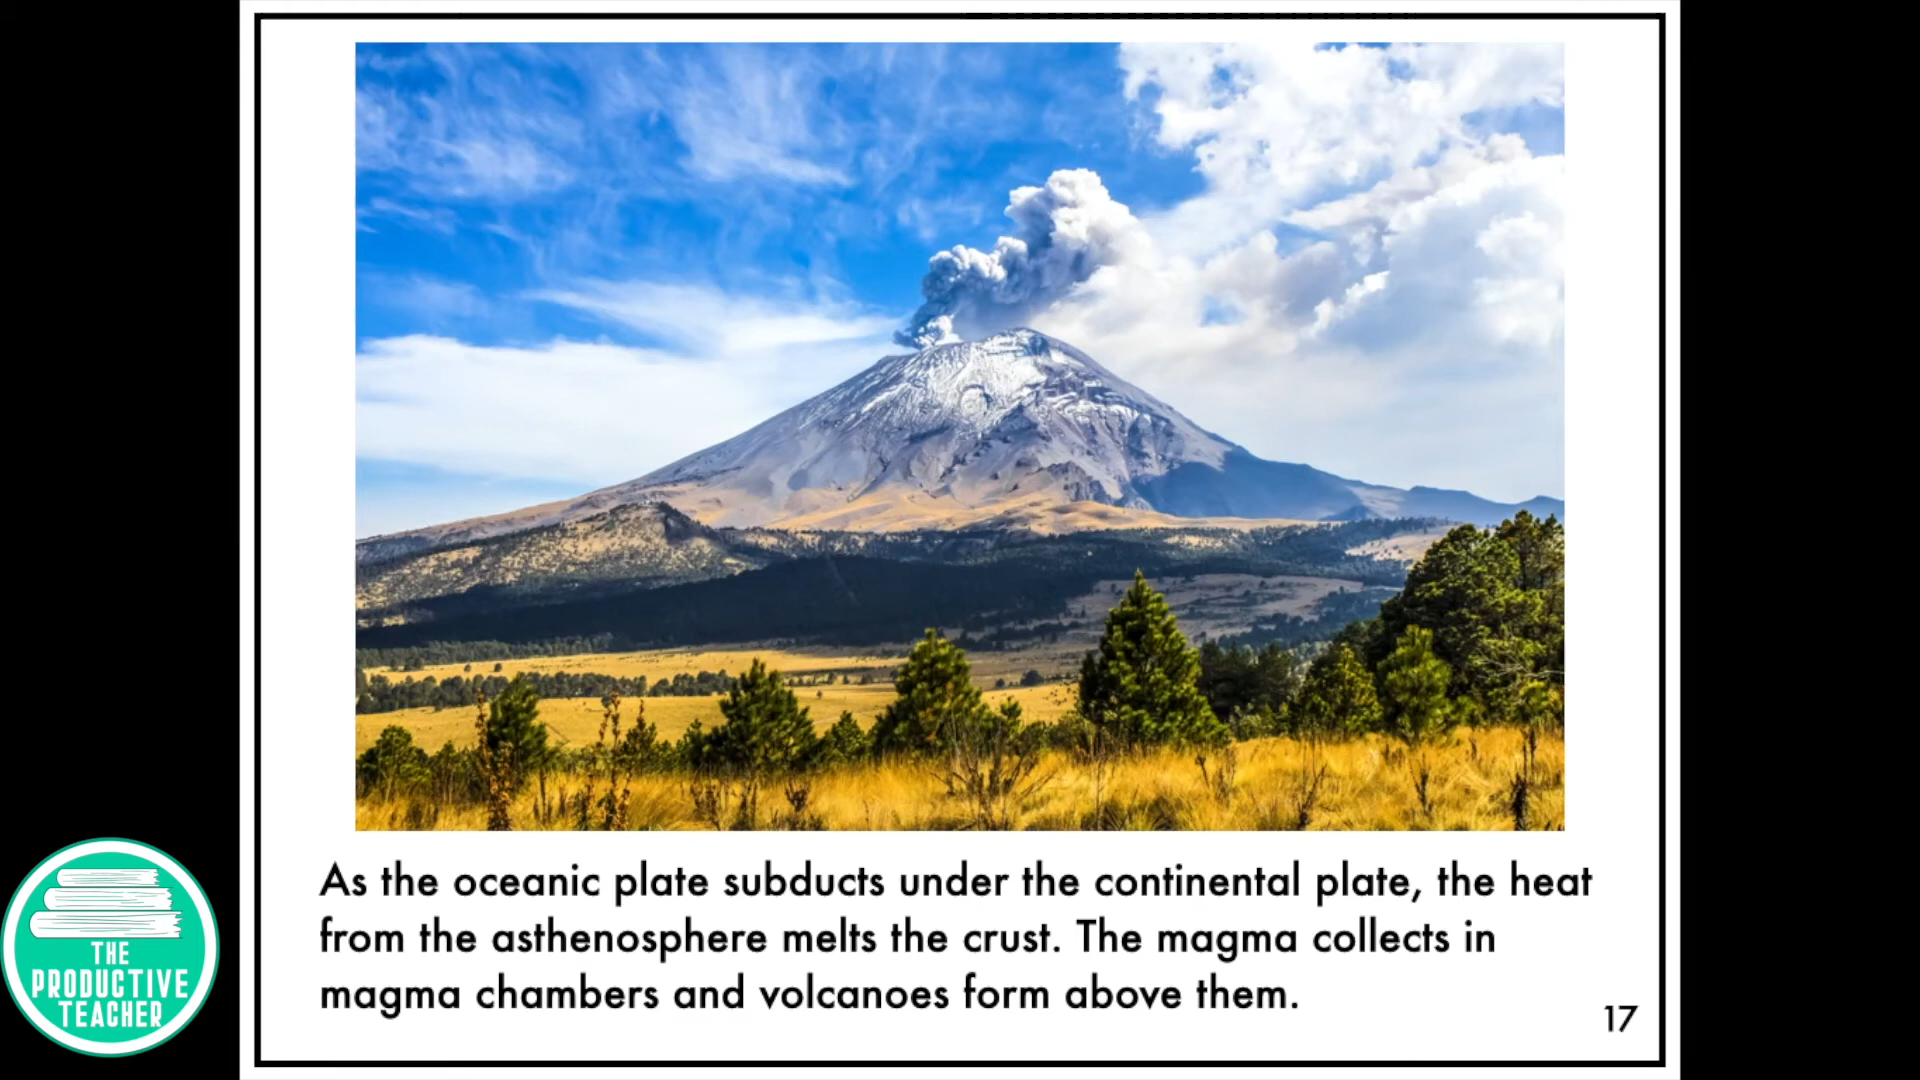 As the oceanic plate subducts under the continental plate, the heat
from the asthenosphere melts the crust. The magma collects in
magma chambers and volcanoes form above them.
17
THE
PRODUCTIVE
TEACHER